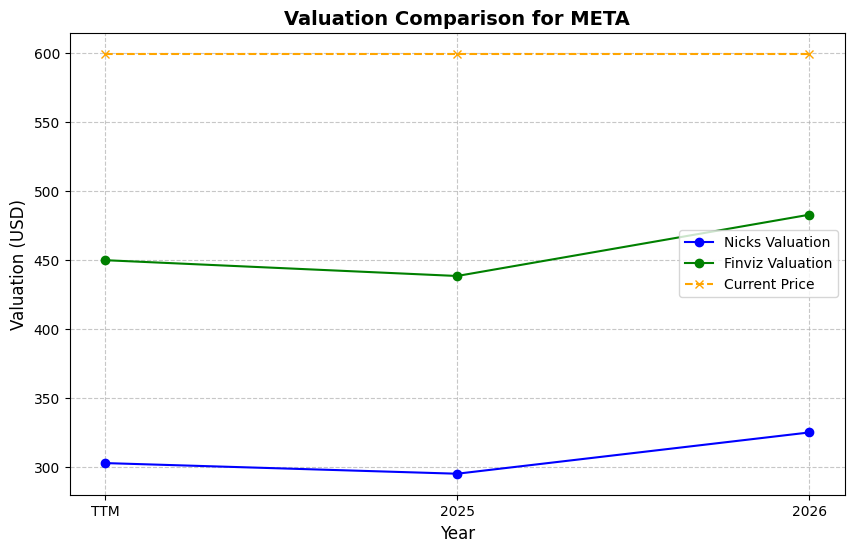 Valuation Comparison for META
Valuation (USD)
600
550
500
450
400
350
300
Nicks Valuation
Finviz Valuation
Current Price
TTM
2025
2026
Year